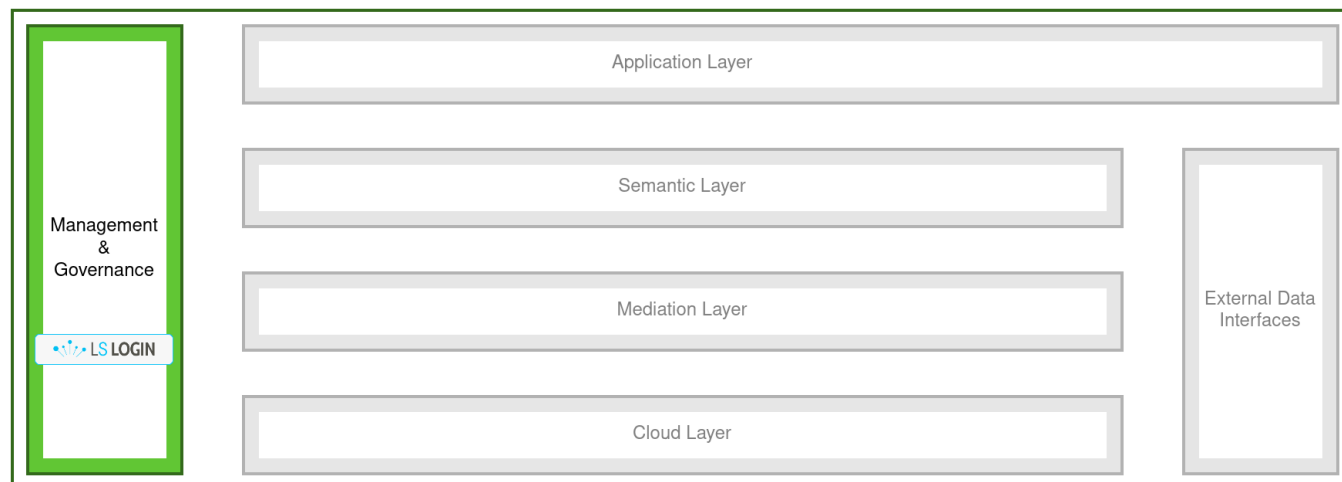 Application Layer
Semantic Layer
Management
&
Governance
External Data
Interfaces
Mediation Layer
LS LOGIN
Cloud Layer